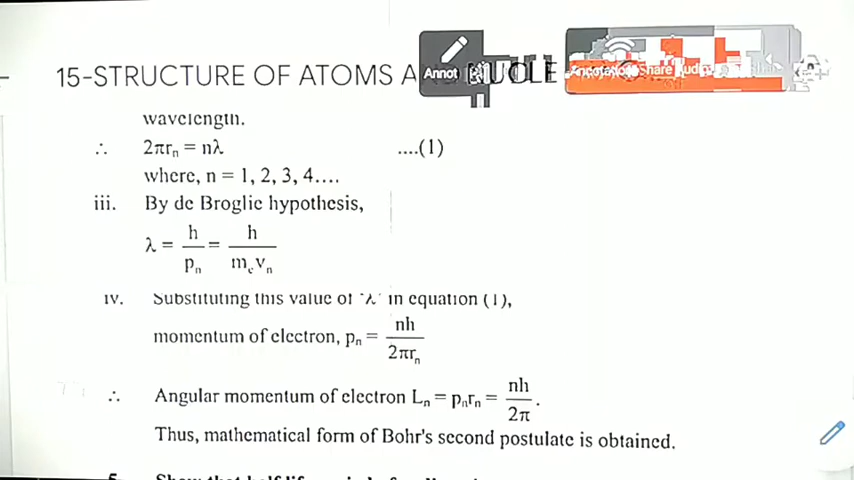 15-STRUCTURE OF ATOMS A
Annot
Share
wavelength.
∴ 2πrₙ = nλ ....(1)
where, n = 1, 2, 3, 4....
iii. By de Broglie hypothesis,
λ = h/pₙ = h/mₑvₙ
iv. Substituting this value of 'λ' in equation (1),
momentum of electron, pₙ = nh/2πrₙ
∴ Angular momentum of electron Lₙ = pₙrₙ = nh/2π.
Thus, mathematical form of Bohr's second postulate is obtained.